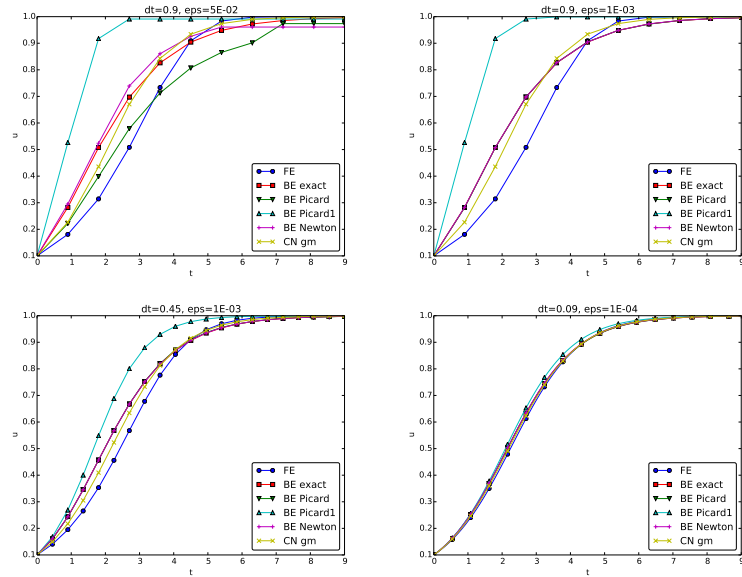 dt=0.9, eps=5E-02
1.0
0.9
0.8
0.7
0.6
0.5
0.4
0.3
0.2
0.1
u
0 1 2 3 4 5 6 7 8 9
t
FE
BE exact
BE Picard
BE Picard1
BE Newton
CN gm
dt=0.9, eps=1E-03
1.0
0.9
0.8
0.7
0.6
0.5
0.4
0.3
0.2
0.1
u
0 1 2 3 4 5 6 7 8 9
t
FE
BE exact
BE Picard
BE Picard1
BE Newton
CN gm
dt=0.45, eps=1E-03
1.0
0.9
0.8
0.7
0.6
0.5
0.4
0.3
0.2
0.1
u
0 1 2 3 4 5 6 7 8 9
t
FE
BE exact
BE Picard
BE Picard1
BE Newton
CN gm
dt=0.09, eps=1E-04
1.0
0.9
0.8
0.7
0.6
0.5
0.4
0.3
0.2
0.1
u
0 1 2 3 4 5 6 7 8 9
t
FE
BE exact
BE Picard
BE Picard1
BE Newton
CN gm